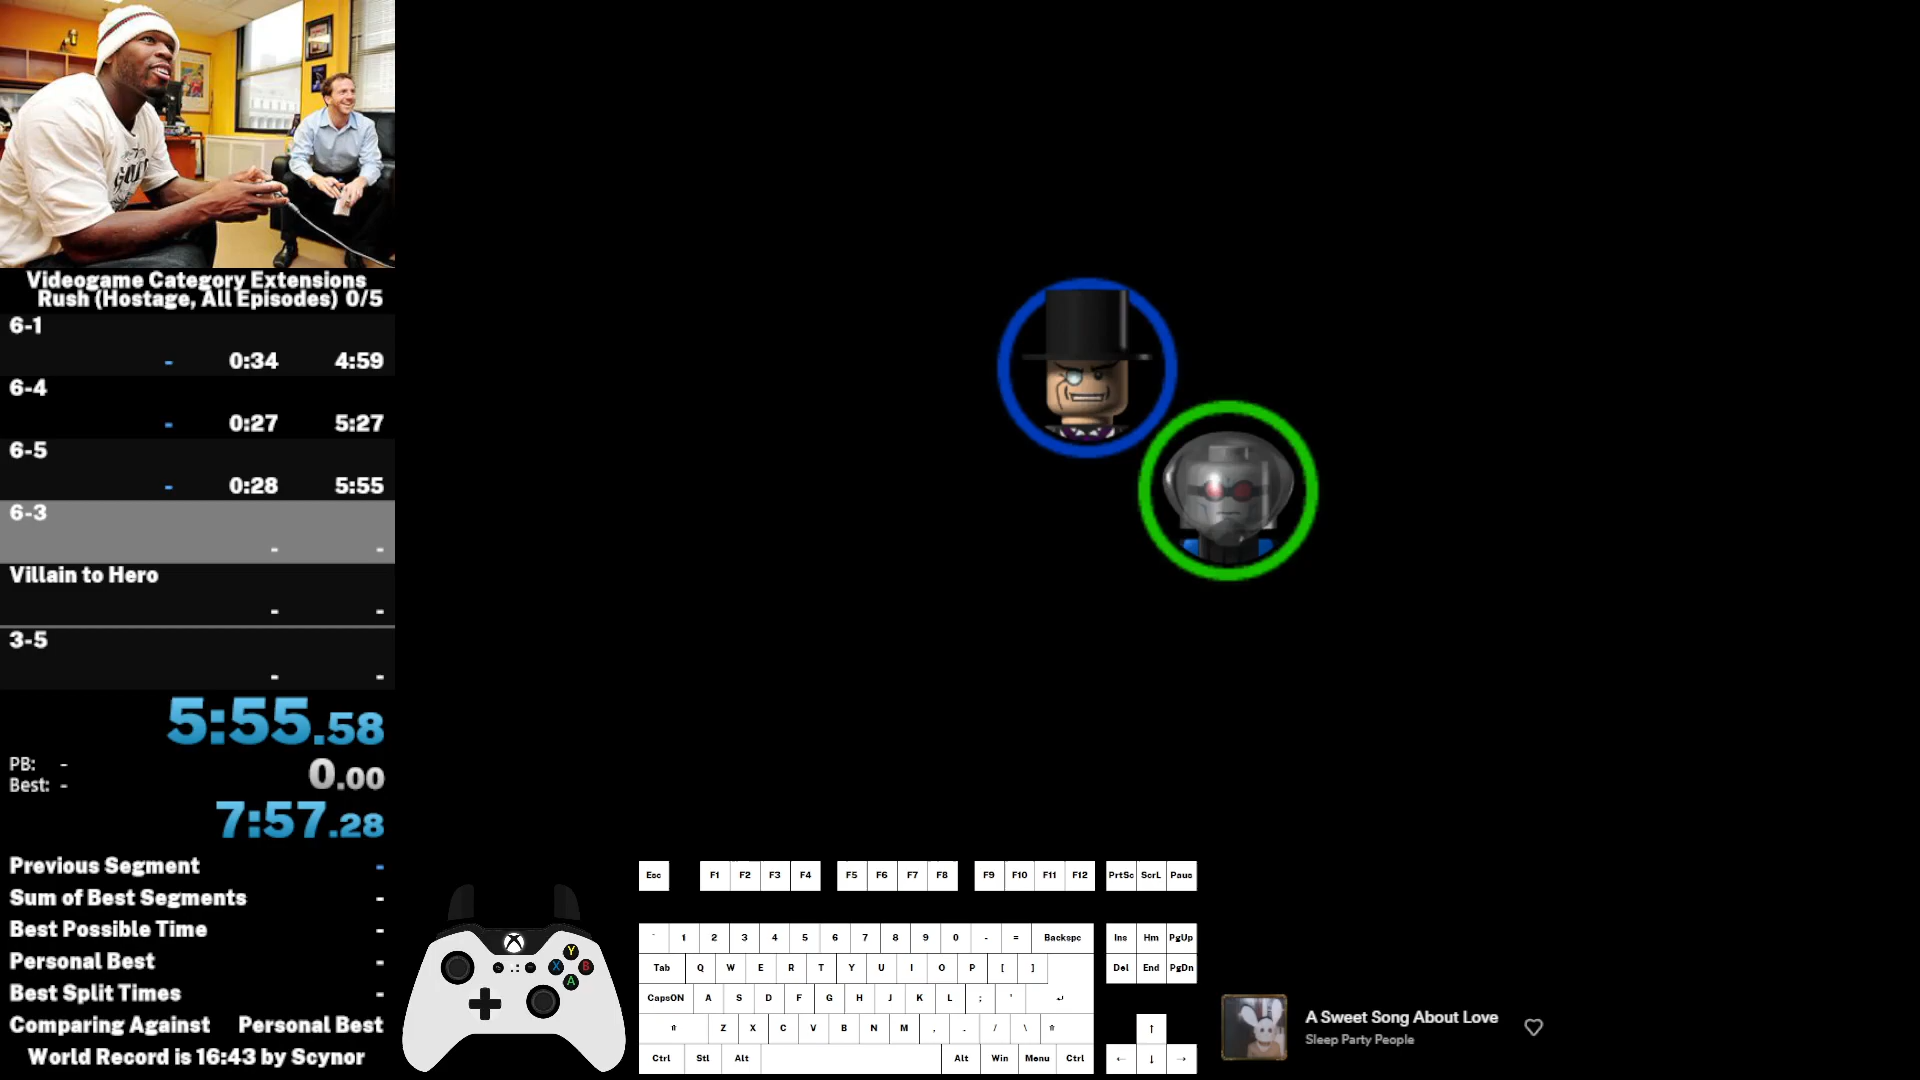 Videogame Category Extensions
Rush (Hostage, All Episodes) 0/5
6-1
- 0:34 4:59
6-4
- 0:27 5:27
6-5
- 0:28 5:55
6-3
- -
Villain to Hero
- -
3-5
- -
5:55.58
PB: -
0.00
Best: -
7:57.28
Previous Segment -
Sum of Best Segments -
Best Possible Time -
Personal Best -
Best Split Times -
Comparing Against Personal Best
World Record is 16:43 by Scynor
Y
X B
A
Esc F1 F2 F3 F4 F5 F6 F7 F8 F9 F10 F11 F12 PrtSc ScrL Paus
` 1 2 3 4 5 6 7 8 9 0 - = Backspc Ins Hm PgUp
Tab Q W E R T Y U I O P [ ] Del End PgDn
CapsON A S D F G H J K L ; ' ↵
⇧ Z X C V B N M , . / \ ⇧ ↑
Ctrl Stl Alt Alt Win Menu Ctrl ← ↓ →
A Sweet Song About Love
Sleep Party People